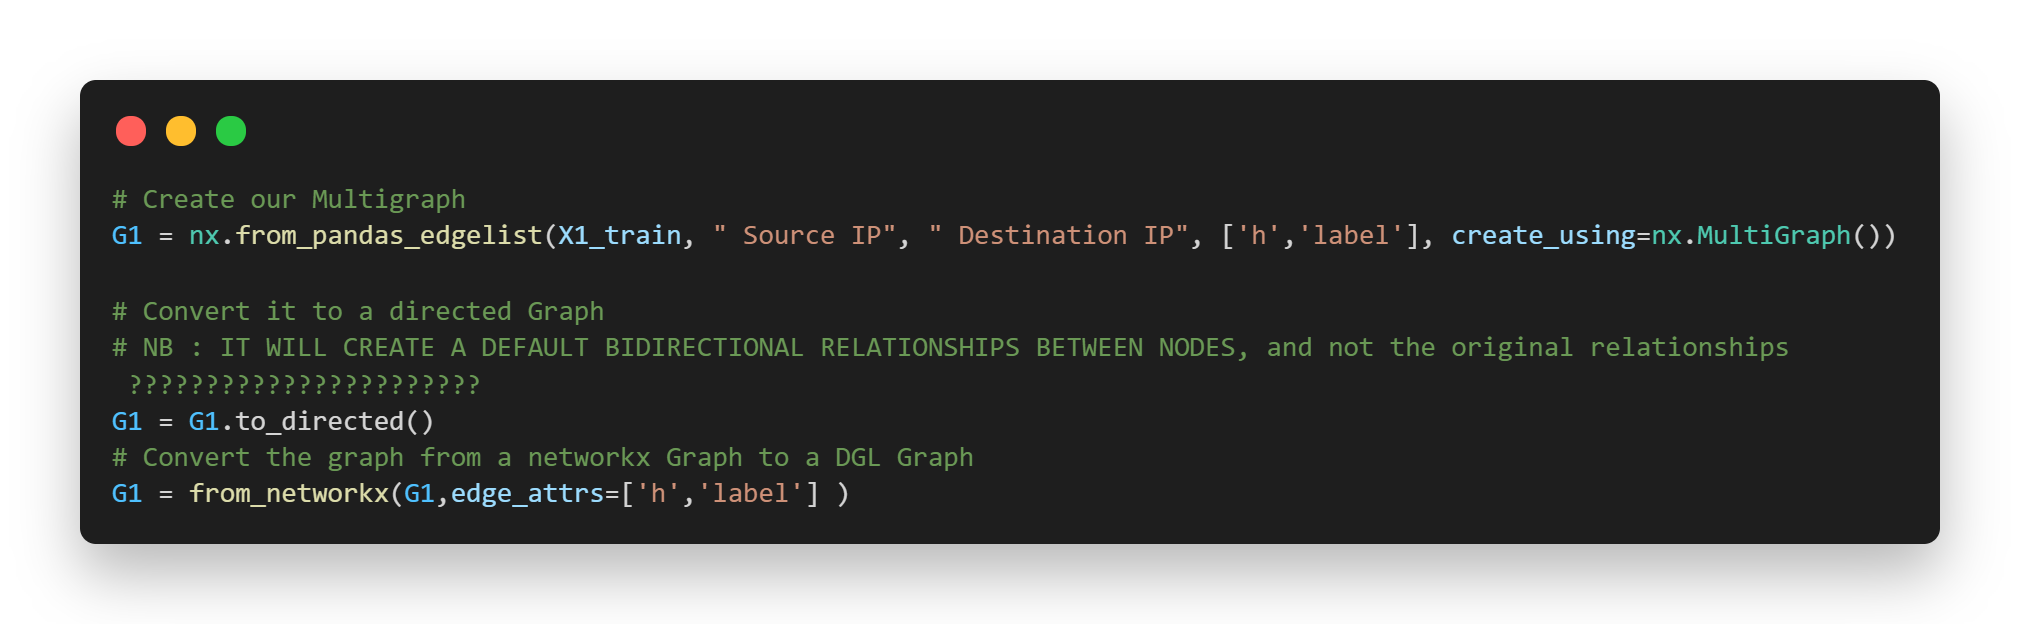 # Create our Multigraph
G1 = nx.from_pandas_edgelist(X1_train, " Source IP", " Destination IP", ['h','label'], create_using=nx.MultiGraph())
# Convert it to a directed Graph
# NB : IT WILL CREATE A DEFAULT BIDIRECTIONAL RELATIONSHIPS BETWEEN NODES, and not the original relationships
???????????????????????
G1 = G1.to_directed()
# Convert the graph from a networkx Graph to a DGL Graph
G1 = from_networkx(G1,edge_attrs=['h','label'] )